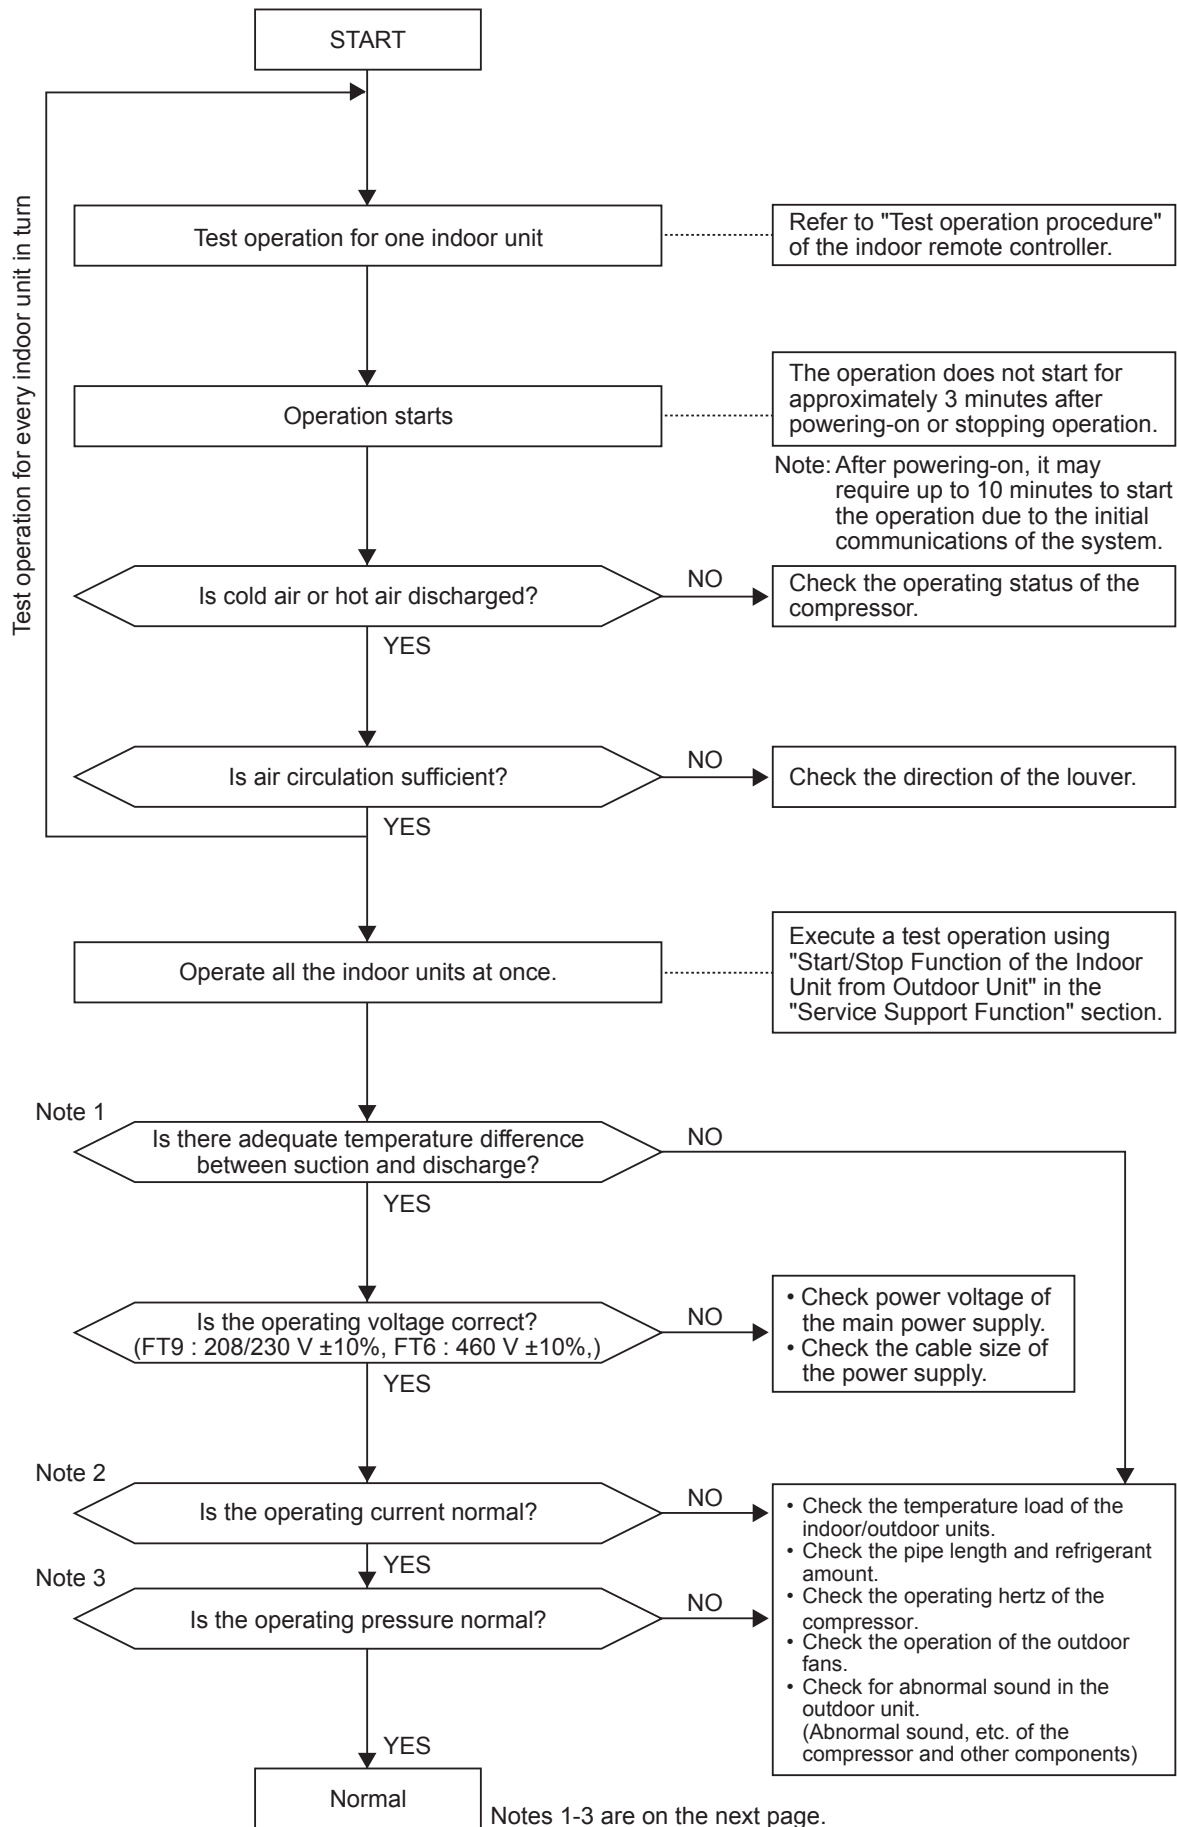 START
Test operation for every indoor unit in turn
Test operation for one indoor unit
Refer to "Test operation procedure"
of the indoor remote controller.
Operation starts
The operation does not start for
approximately 3 minutes after
powering-on or stopping operation.
Note: After powering-on, it may
require up to 10 minutes to start
the operation due to the initial
communications of the system.
Is cold air or hot air discharged?
NO
Check the operating status of the
compressor.
YES
Is air circulation sufficient?
NO
Check the direction of the louver.
YES
Operate all the indoor units at once.
Execute a test operation using
"Start/Stop Function of the Indoor
Unit from Outdoor Unit" in the
"Service Support Function" section.
Note 1
Is there adequate temperature difference
between suction and discharge?
NO
YES
Is the operating voltage correct?
(FT9 : 208/230 V ±10%, FT6 : 460 V ±10%,)
NO
• Check power voltage of
the main power supply.
• Check the cable size of
the power supply.
YES
Note 2
Is the operating current normal?
NO
YES
Note 3
Is the operating pressure normal?
NO
• Check the temperature load of the
indoor/outdoor units.
• Check the pipe length and refrigerant
amount.
• Check the operating hertz of the
compressor.
• Check the operation of the outdoor
fans.
• Check for abnormal sound in the
outdoor unit.
(Abnormal sound, etc. of the
compressor and other components)
YES
Normal
Notes 1-3 are on the next page.